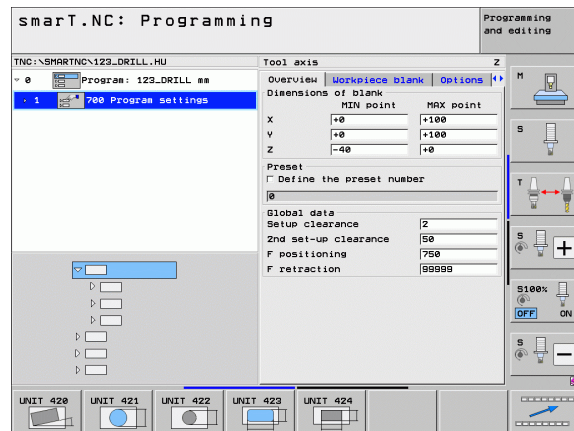 smarT.NC: Programming
Programming
and editing
TNC:\SMARTNC\123_DRILL.HU
Tool axis Z
0 Program: 123_DRILL mm
1 700 Program settings
Overview Workpiece blank Options
Dimensions of blank
MIN point MAX point
X +0 +100
Y +0 +100
Z -40 +0
Preset
Define the preset number
0
Global data
Setup clearance 2
2nd set-up clearance 50
F positioning 750
F retraction 99999
M
S
T
S
S100%
OFF ON
S
UNIT 420 UNIT 421 UNIT 422 UNIT 423 UNIT 424